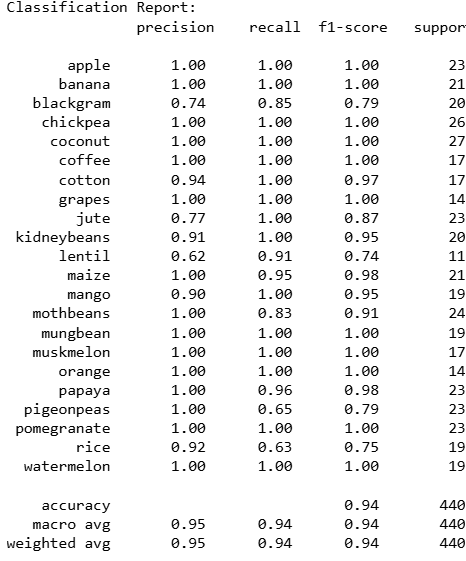 Classification Report:
precision recall f1-score suppor
apple 1.00 1.00 1.00 23
banana 1.00 1.00 1.00 21
blackgram 0.74 0.85 0.79 20
chickpea 1.00 1.00 1.00 26
coconut 1.00 1.00 1.00 27
coffee 1.00 1.00 1.00 17
cotton 0.94 1.00 0.97 17
grapes 1.00 1.00 1.00 14
jute 0.77 1.00 0.87 23
kidneybeans 0.91 1.00 0.95 20
lentil 0.62 0.91 0.74 11
maize 1.00 0.95 0.98 21
mango 0.90 1.00 0.95 19
mothbeans 1.00 0.83 0.91 24
mungbean 1.00 1.00 1.00 19
muskmelon 1.00 1.00 1.00 17
orange 1.00 1.00 1.00 14
papaya 1.00 0.96 0.98 23
pigeonpeas 1.00 0.65 0.79 23
pomegranate 1.00 1.00 1.00 23
rice 0.92 0.63 0.75 19
watermelon 1.00 1.00 1.00 19
accuracy 0.94 440
macro avg 0.95 0.94 0.94 440
weighted avg 0.95 0.94 0.94 440